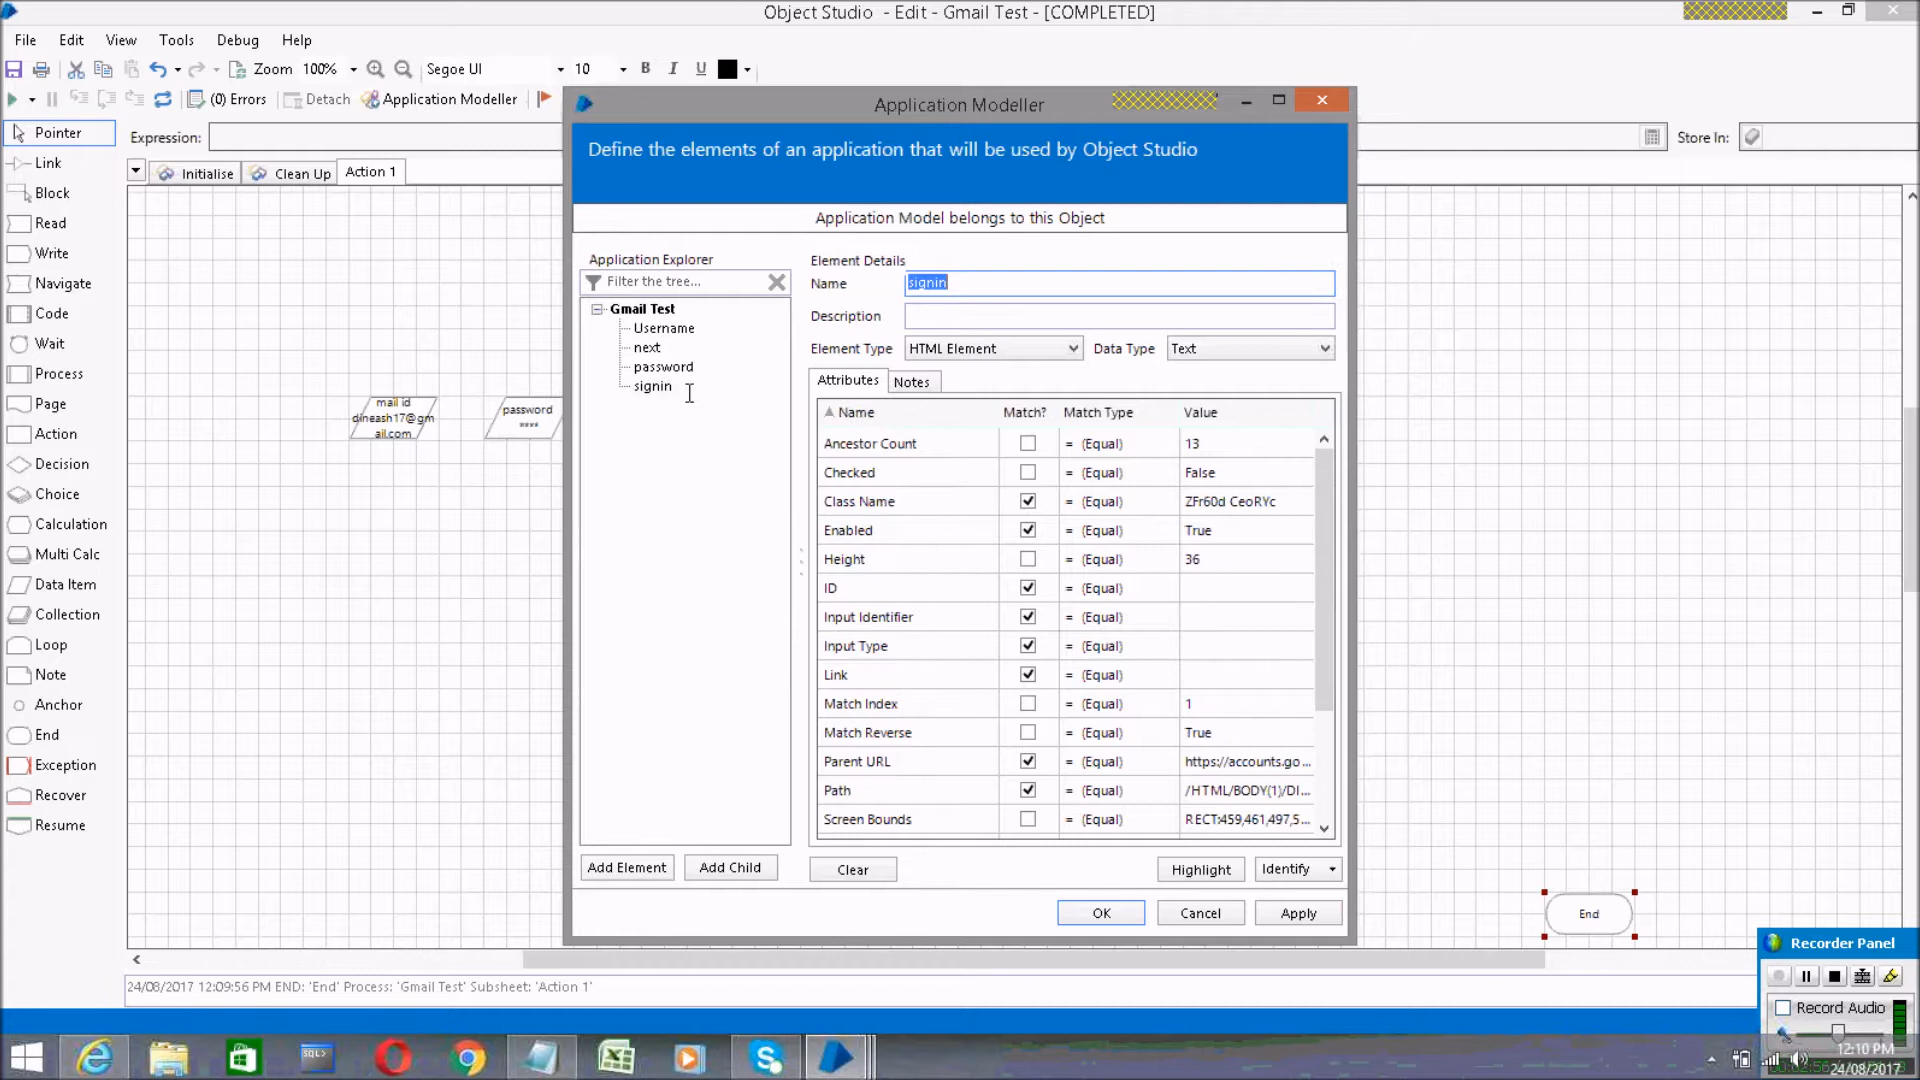 Object Studio - Edit - Gmail Test - [COMPLETED]
File Edit View Tools Debug Help
Zoom 100% Segoe UI 10 B I U
(0) Errors Detach Application Modeller
Application Modeller
Pointer
Expression:
Store In:
Define the elements of an application that will be used by Object Studio
Link
Initialise Clean Up Action 1
Block
Application Model belongs to this Object
Read
Write
Navigate
Code
Wait
Process
Page
Action
Decision
Choice
Calculation
Multi Calc
Data Item
Collection
Loop
Note
Anchor
End
Exception
Recover
Resume
mail id
dineash17@gm
ail.com
password
****
Application Explorer
Filter the tree...
Gmail Test
Username
next
password
signin
Add Element Add Child
Element Details
Name signin
Description
Element Type HTML Element Data Type Text
Attributes Notes
Name Match? Match Type Value
Ancestor Count = (Equal) 13
Checked = (Equal) False
Class Name = (Equal) ZFr60d CeoRYc
Enabled = (Equal) True
Height = (Equal) 36
ID = (Equal)
Input Identifier = (Equal)
Input Type = (Equal)
Link = (Equal)
Match Index = (Equal) 1
Match Reverse = (Equal) True
Parent URL = (Equal) https://accounts.go...
Path = (Equal) /HTML/BODY(1)/DI...
Screen Bounds = (Equal) RECT:459,461,497,5...
Clear Highlight Identify
OK Cancel Apply
End
24/08/2017 12:09:56 PM END: 'End' Process: 'Gmail Test' Subsheet: 'Action 1'
Recorder Panel
Record Audio
SQL>
12:10 PM
24/08/2017